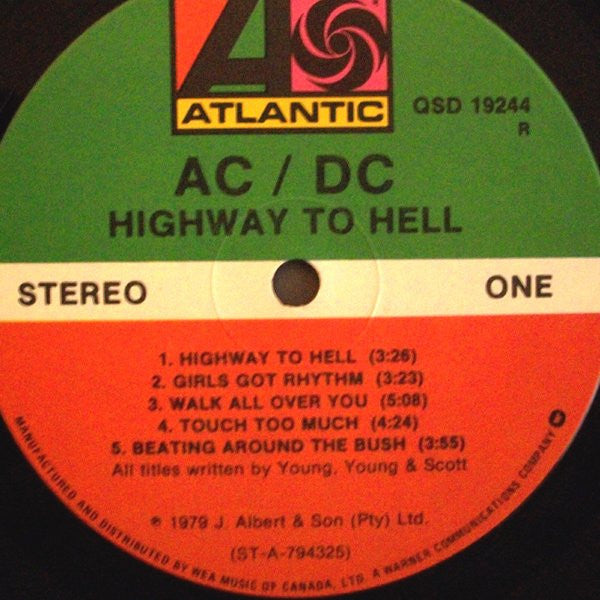 ATLANTIC
QSD 19244
R
AC / DC
HIGHWAY TO HELL
STEREO
ONE
1. HIGHWAY TO HELL (3:26)
2. GIRLS GOT RHYTHM (3:23)
3. WALK ALL OVER YOU (5:08)
4. TOUCH TOO MUCH (4:24)
5. BEATING AROUND THE BUSH (3:55)
All titles written by Young, Young & Scott
℗ 1979 J. Albert & Son (Pty) Ltd.
(ST-A-794325)
MANUFACTURED AND DISTRIBUTED BY WEA MUSIC OF CANADA, LTD. A WARNER COMMUNICATIONS COMPANY